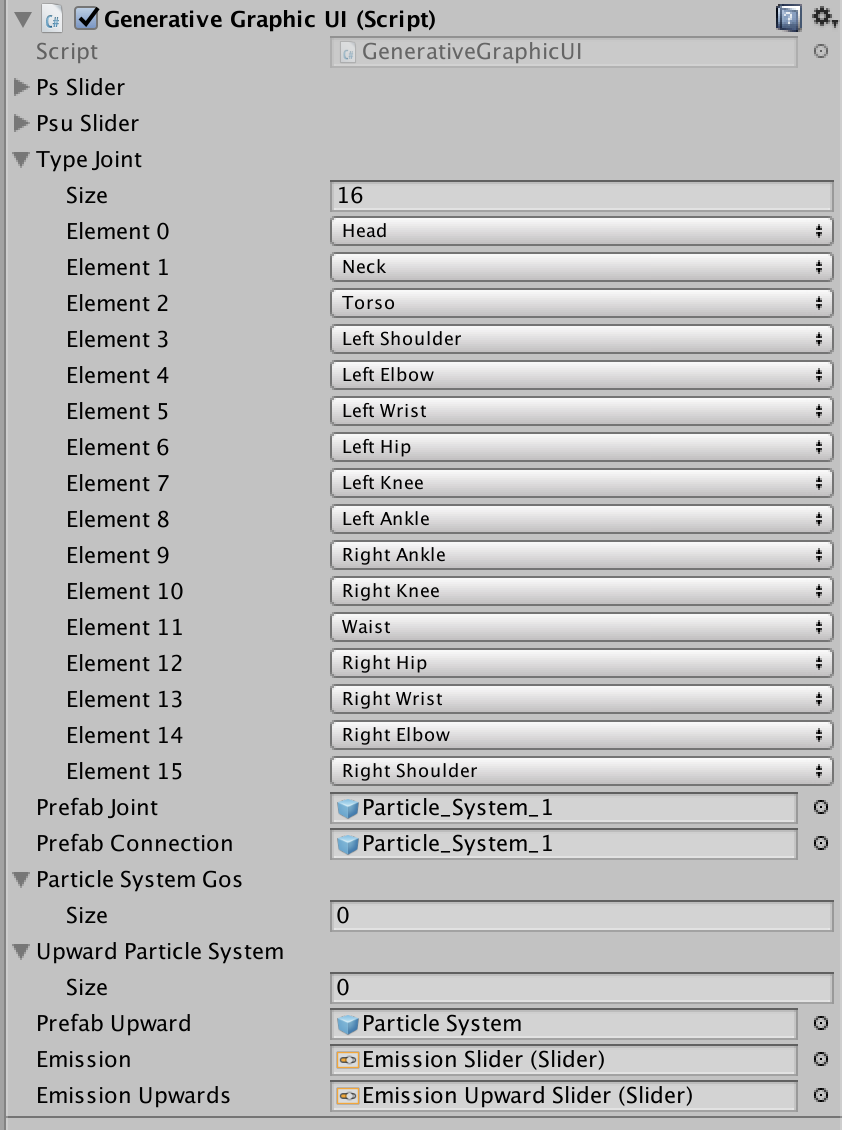 Generative Graphic UI (Script)
Script GenerativeGraphicUI
Ps Slider
Psu Slider
Type Joint
Size 16
Element 0 Head
Element 1 Neck
Element 2 Torso
Element 3 Left Shoulder
Element 4 Left Elbow
Element 5 Left Wrist
Element 6 Left Hip
Element 7 Left Knee
Element 8 Left Ankle
Element 9 Right Ankle
Element 10 Right Knee
Element 11 Waist
Element 12 Right Hip
Element 13 Right Wrist
Element 14 Right Elbow
Element 15 Right Shoulder
Prefab Joint Particle_System_1
Prefab Connection Particle_System_1
Particle System Gos
Size 0
Upward Particle System
Size 0
Prefab Upward Particle System
Emission Emission Slider (Slider)
Emission Upwards Emission Upward Slider (Slider)